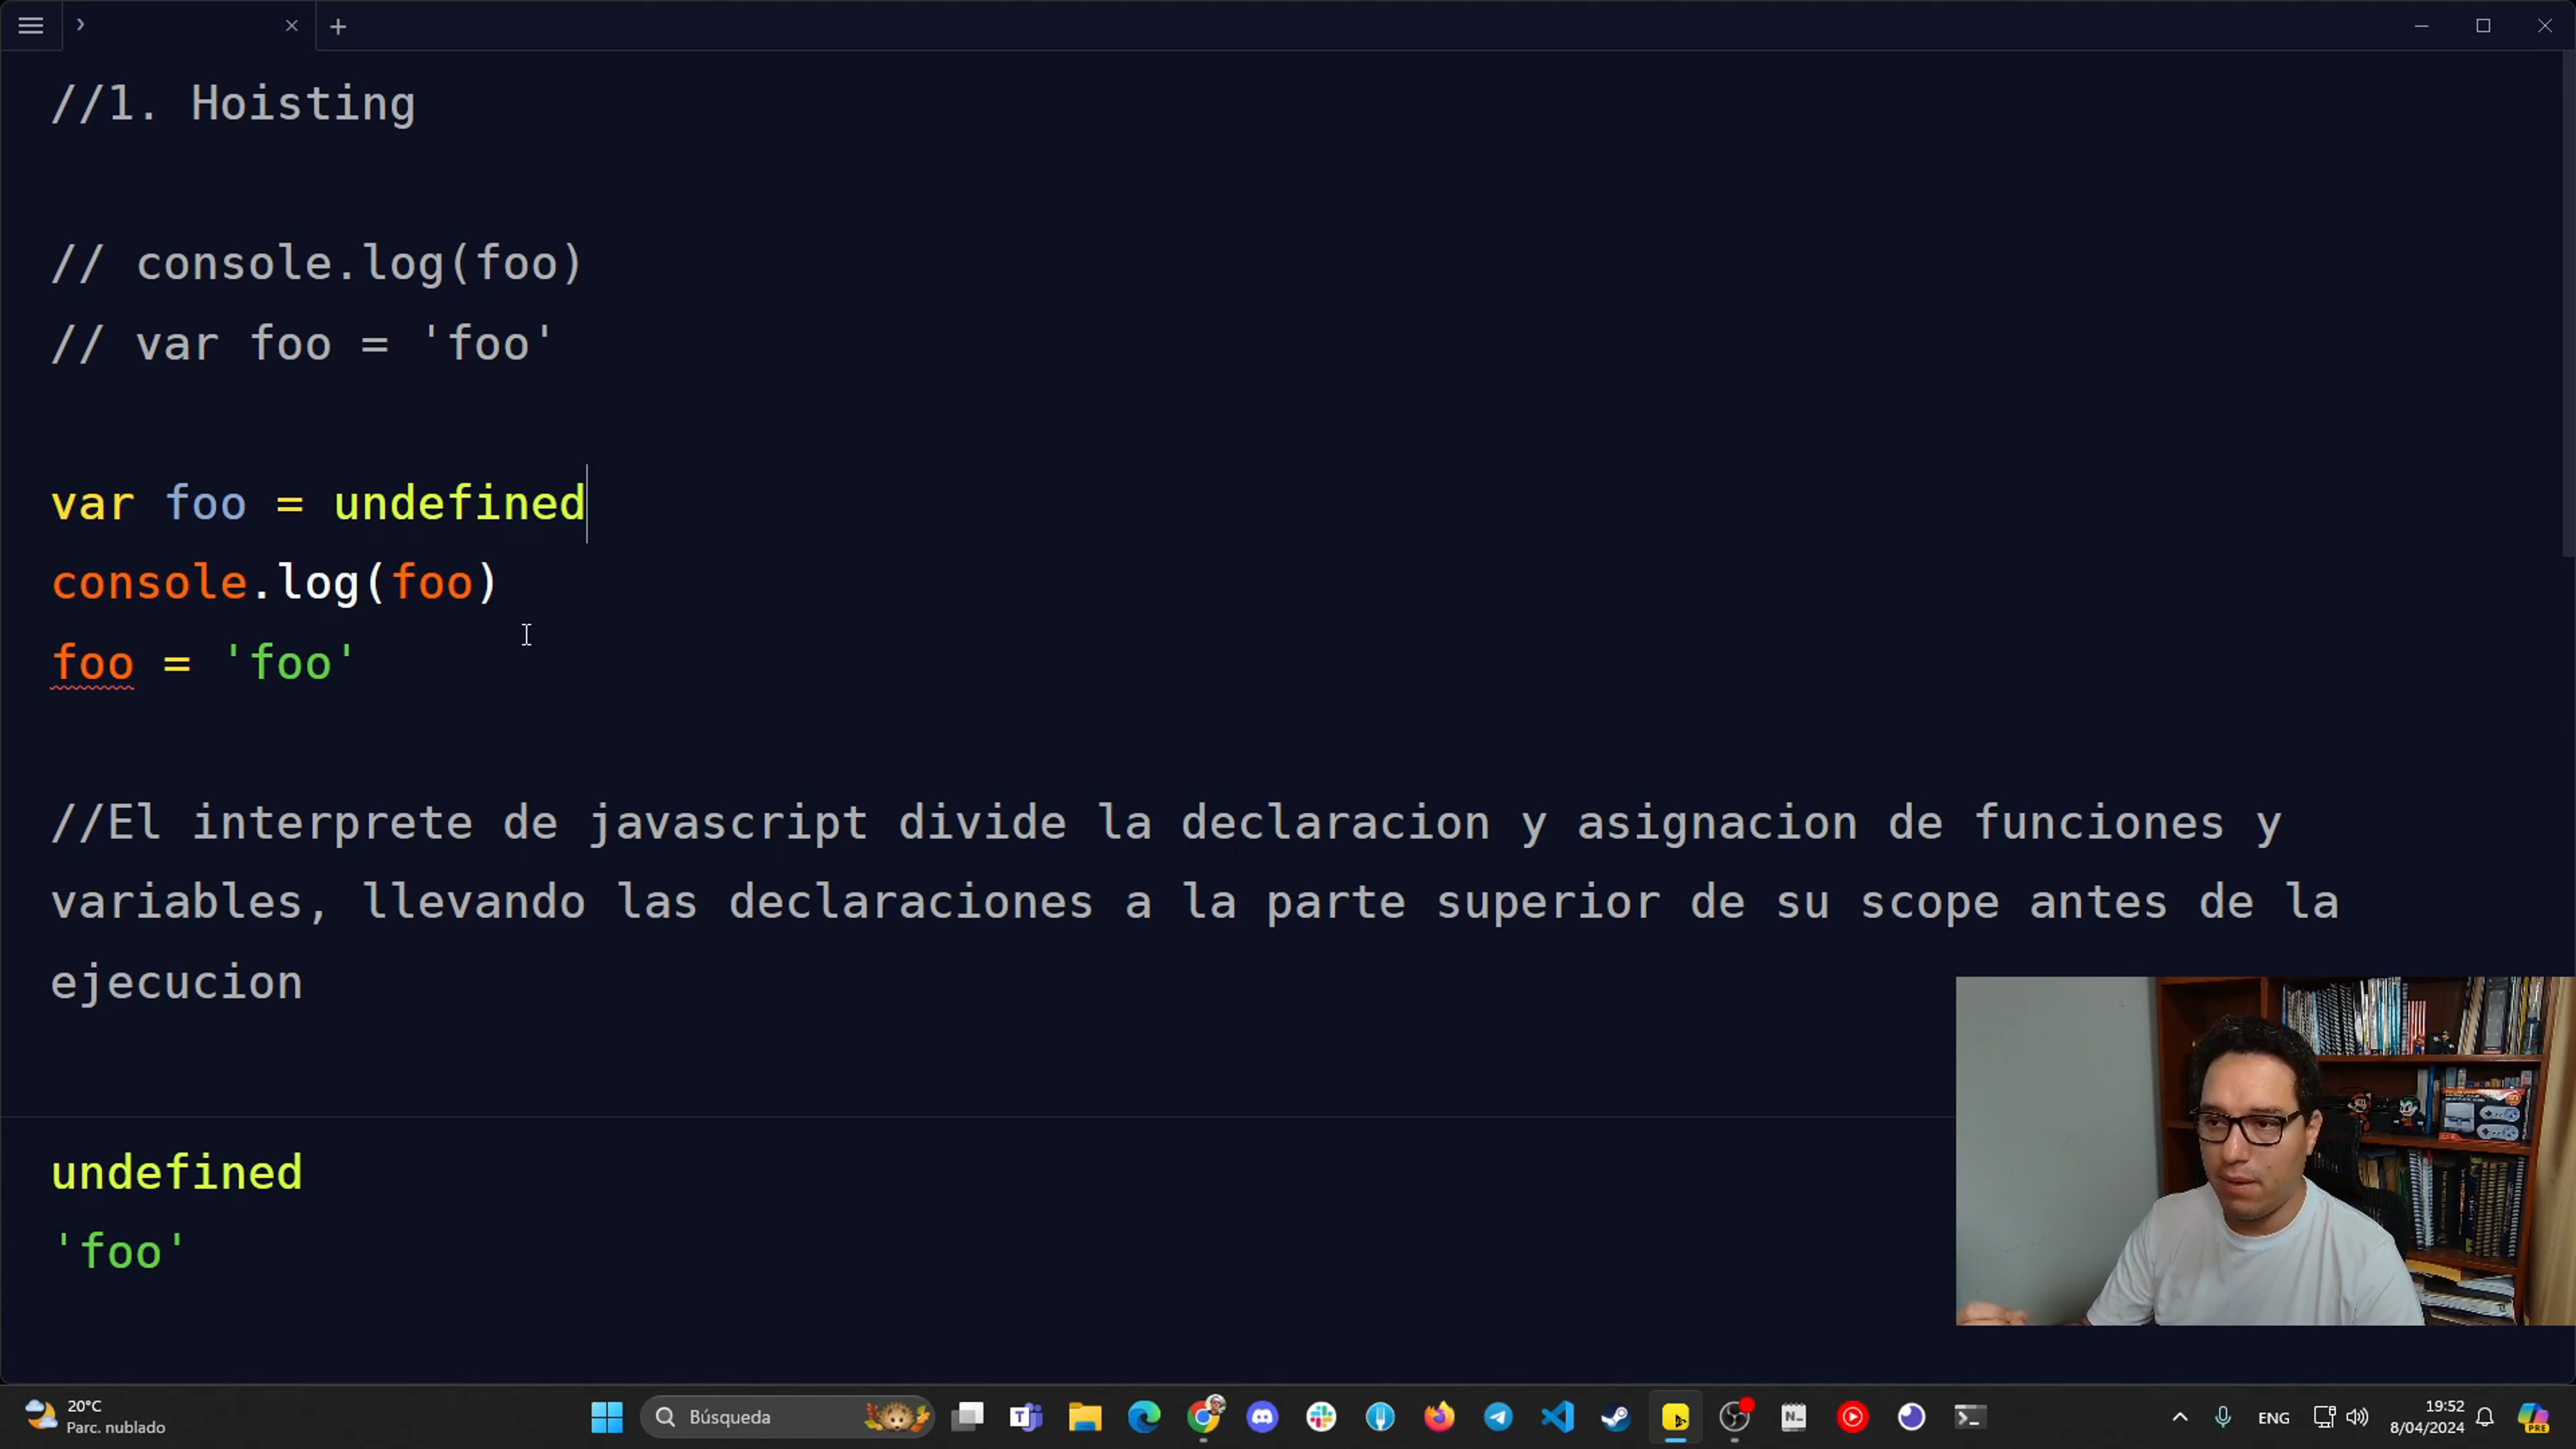 //1. Hoisting
// console.log(foo)
// var foo = 'foo'
var foo = undefined
console.log(foo)
foo = 'foo'
//El interprete de javascript divide la declaracion y asignacion de funciones y
variables, llevando las declaraciones a la parte superior de su scope antes de la
ejecucion
undefined
'foo'
20°C
Parc. nublado
Búsqueda
ENG
19:52
8/04/2024
PRE